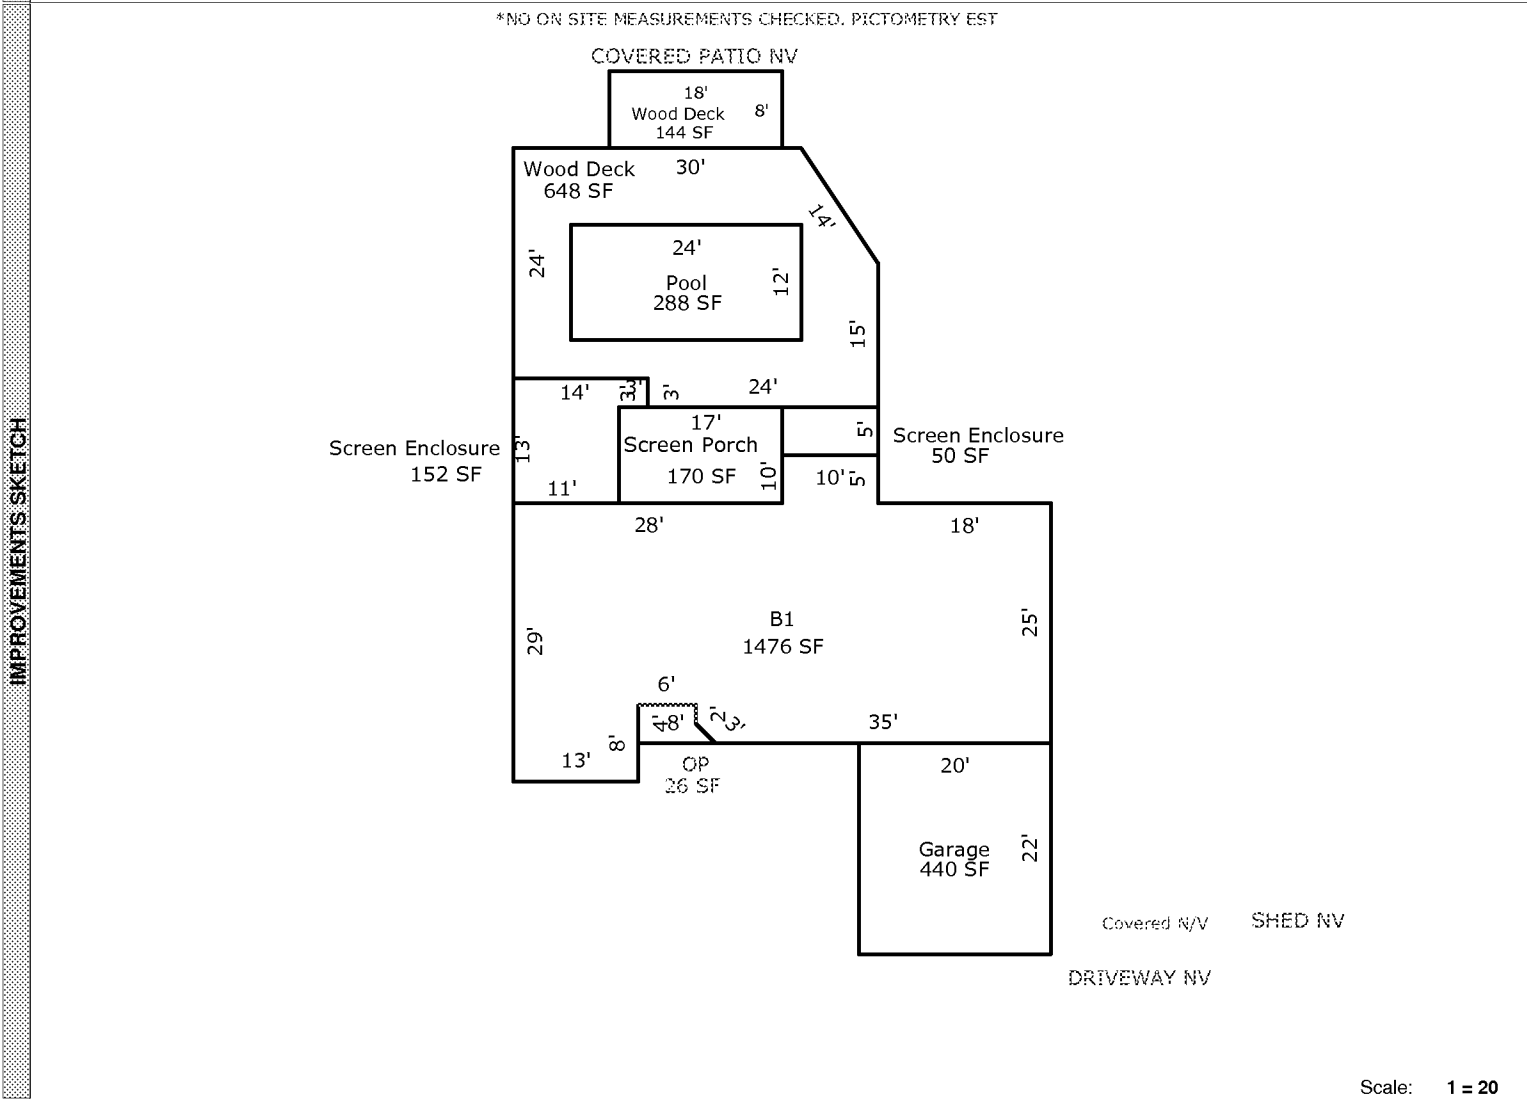 *NO ON SITE MEASUREMENTS CHECKED. PICTOMETRY EST
COVERED PATIO NV
18'
Wood Deck
8'
144 SF
Wood Deck
30'
648 SF
14'
24'
24'
Pool
12'
288 SF
15'
14'
3'
3'
3'
24'
17'
5'
Screen Enclosure
50 SF
Screen Enclosure
152 SF
13'
Screen Porch
170 SF
10'
10'
5'
11'
28'
18'
IMPROVEMENTS SKETCH
B1
1476 SF
29'
25'
6'
4'
8'
2'
3'
35'
8'
13'
OP
26 SF
20'
Garage
440 SF
22'
Covered N/V
SHED NV
DRIVEWAY NV
Scale: 1 = 20